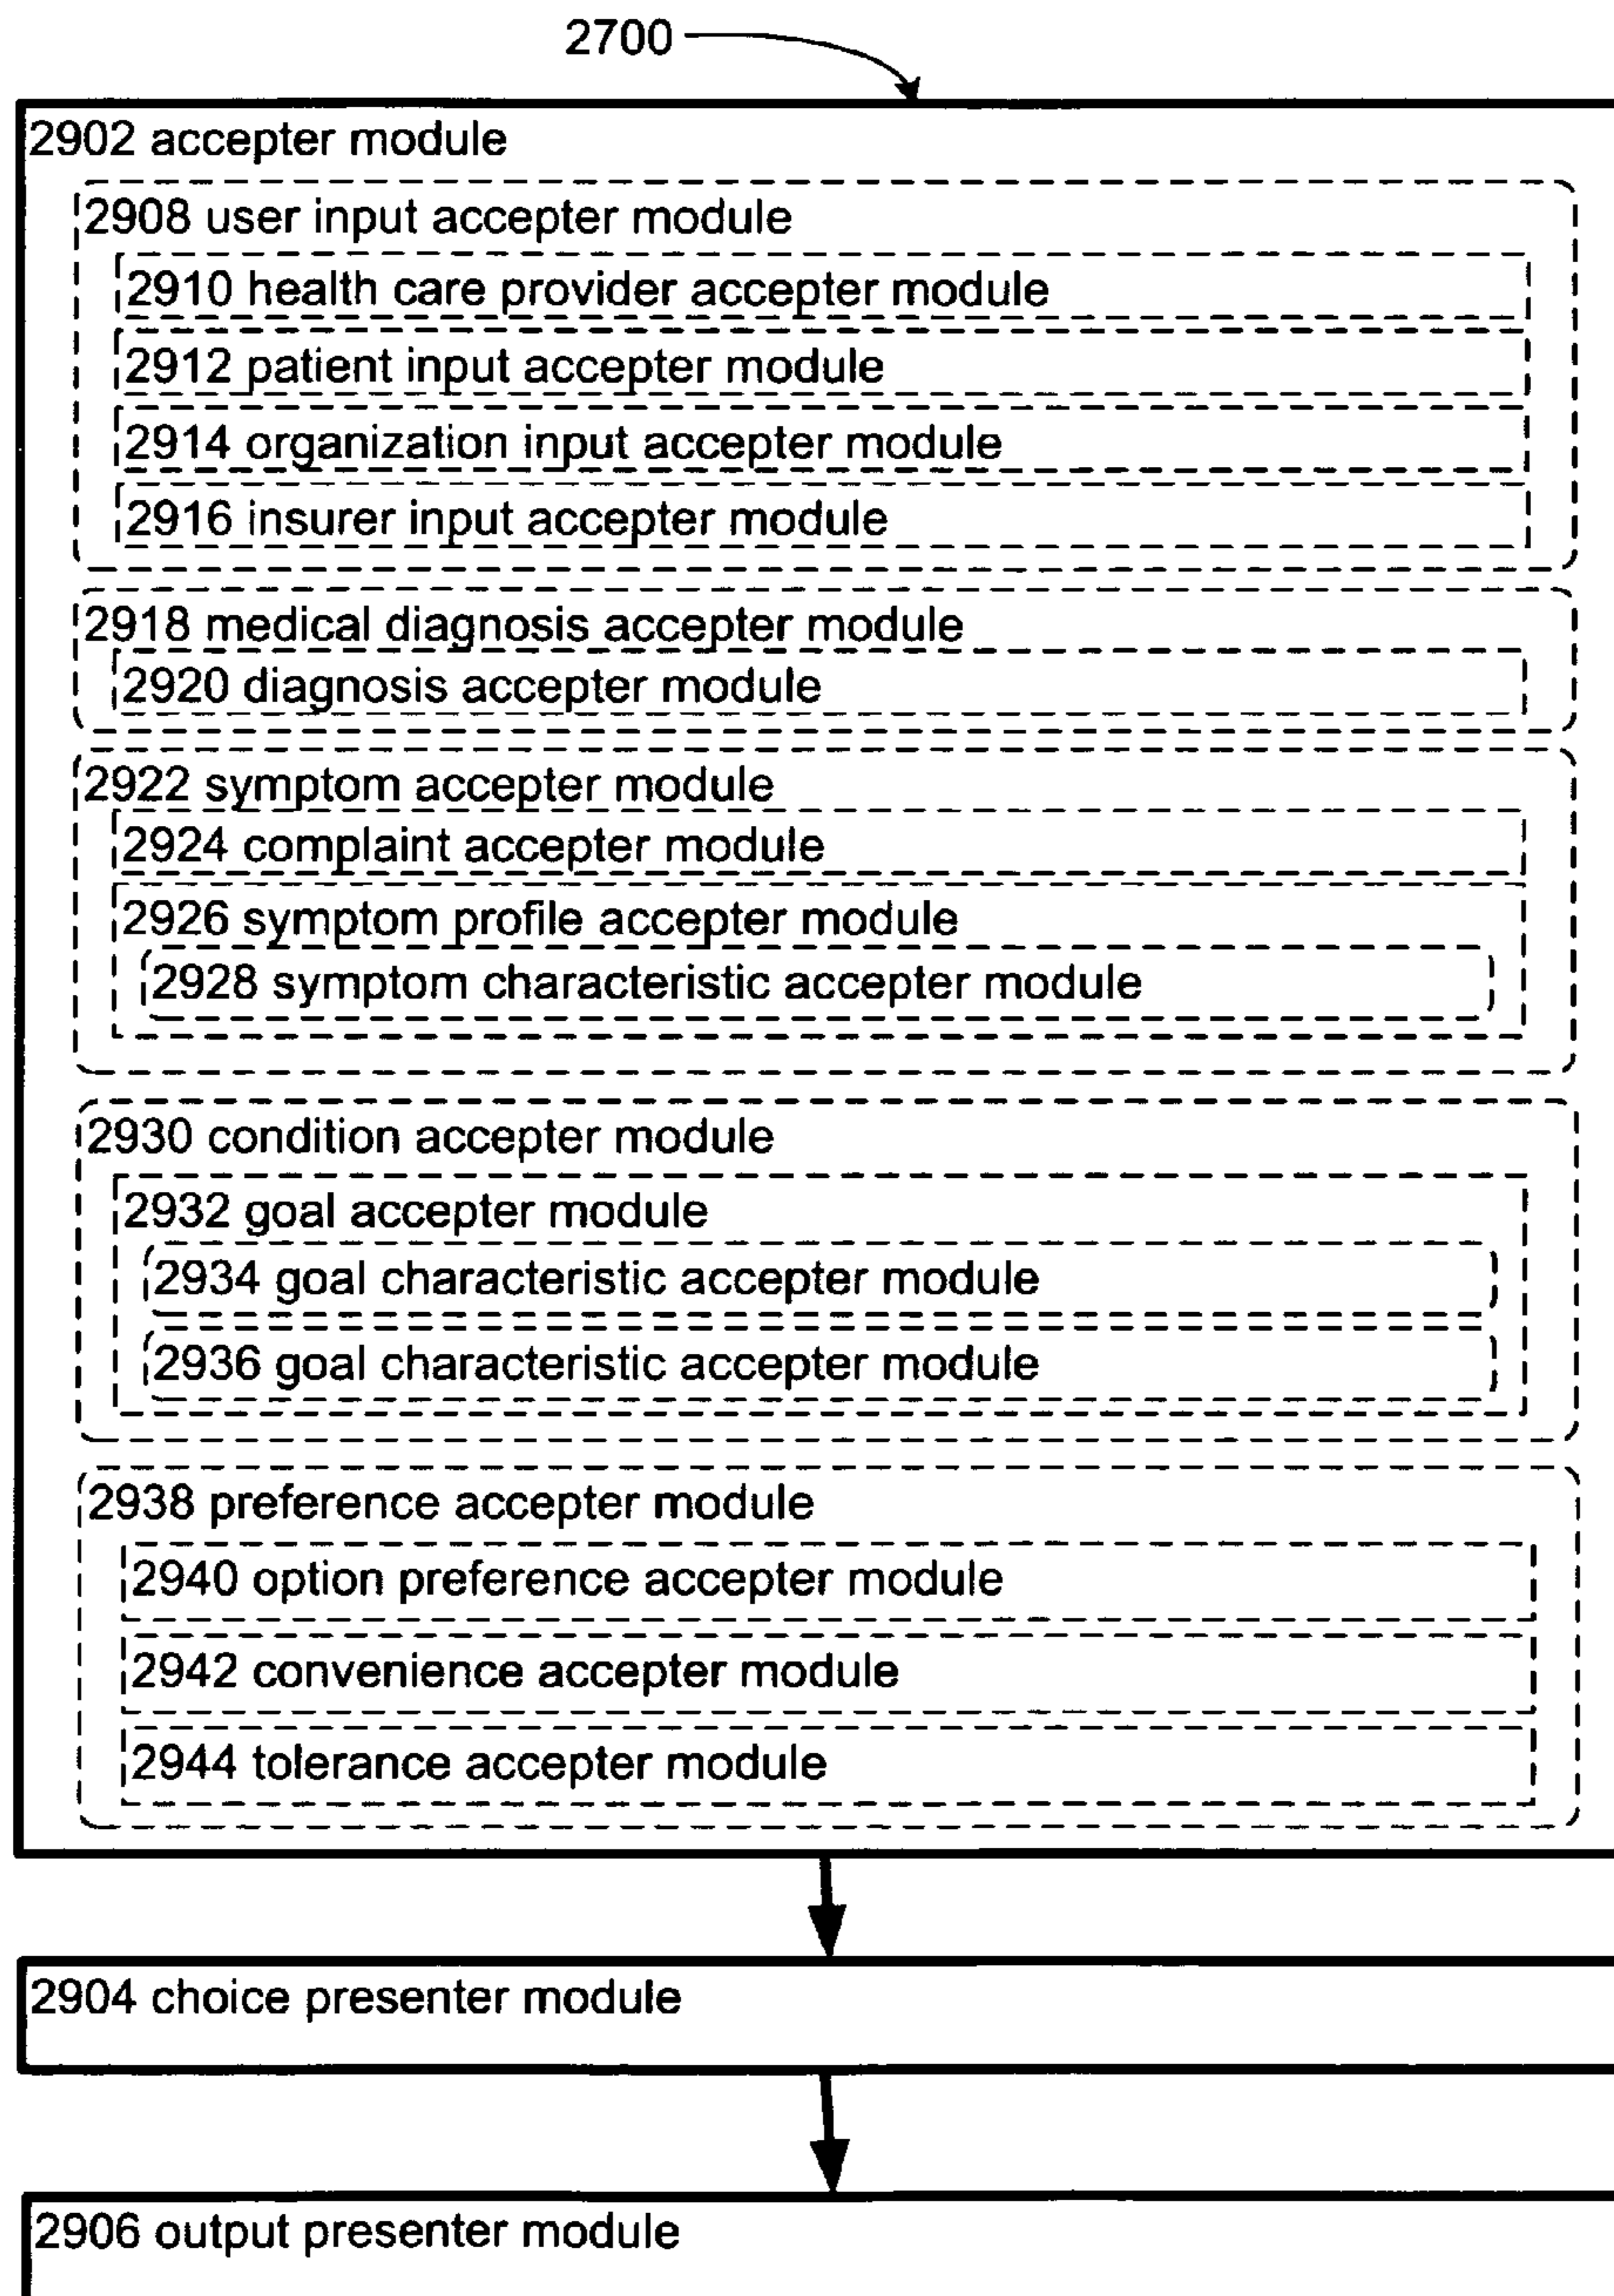 2700
2902 accepter module
2908 user input accepter module
2910 health care provider accepter module
2912 patient input accepter module
2914 organization input accepter module
2916 insurer input accepter module
2918 medical diagnosis accepter module
2920 diagnosis accepter module
2922 symptom accepter module
2924 complaint accepter module
2926 symptom profile accepter module
2928 symptom characteristic accepter module
2930 condition accepter module
2932 goal accepter module
2934 goal characteristic accepter module
2936 goal characteristic accepter module
2938 preference accepter module
2940 option preference accepter module
2942 convenience accepter module
2944 tolerance accepter module
2904 choice presenter module
2906 output presenter module